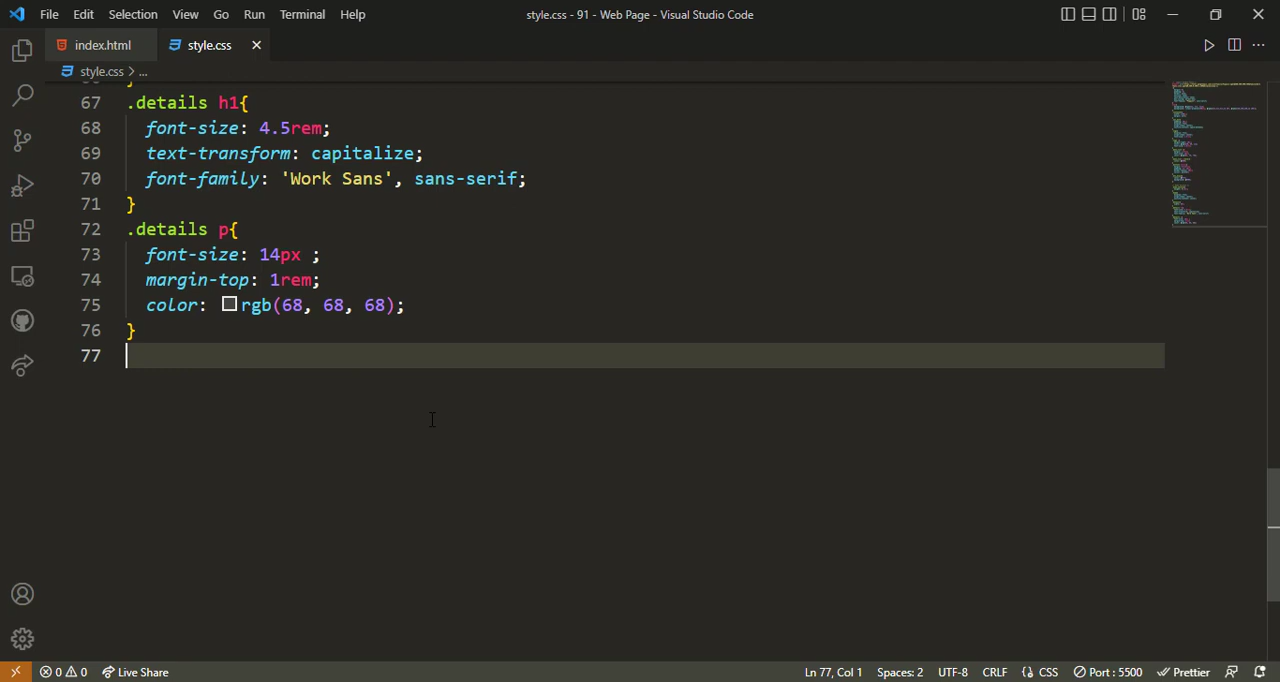 File Edit Selection View Go Run Terminal Help
style.css - 91 - Web Page - Visual Studio Code
index.html
style.css
style.css > ...
67 .details h1{
68 font-size: 4.5rem;
69 text-transform: capitalize;
70 font-family: 'Work Sans', sans-serif;
71 }
72 .details p{
73 font-size: 14px ;
74 margin-top: 1rem;
75 color: rgb(68, 68, 68);
76 }
77
0 0 Live Share Ln 77, Col 1 Spaces: 2 UTF-8 CRLF {} CSS Port : 5500 Prettier